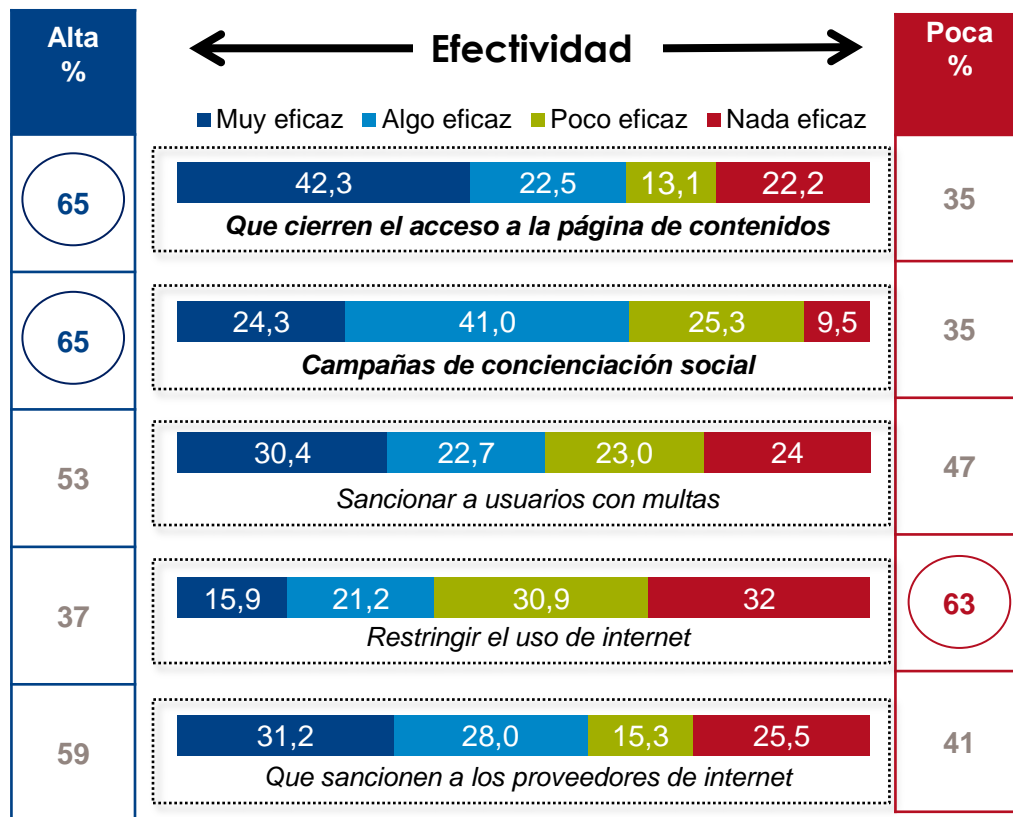 Alta
%
Efectividad
Poca
%
Muy eficaz Algo eficaz Poco eficaz Nada eficaz
65
42,3 22,5 13,1 22,2
Que cierren el acceso a la página de contenidos
35
65
24,3 41,0 25,3 9,5
Campañas de concienciación social
35
53
30,4 22,7 23,0 24
Sancionar a usuarios con multas
47
37
15,9 21,2 30,9 32
Restringir el uso de internet
63
59
31,2 28,0 15,3 25,5
Que sancionen a los proveedores de internet
41